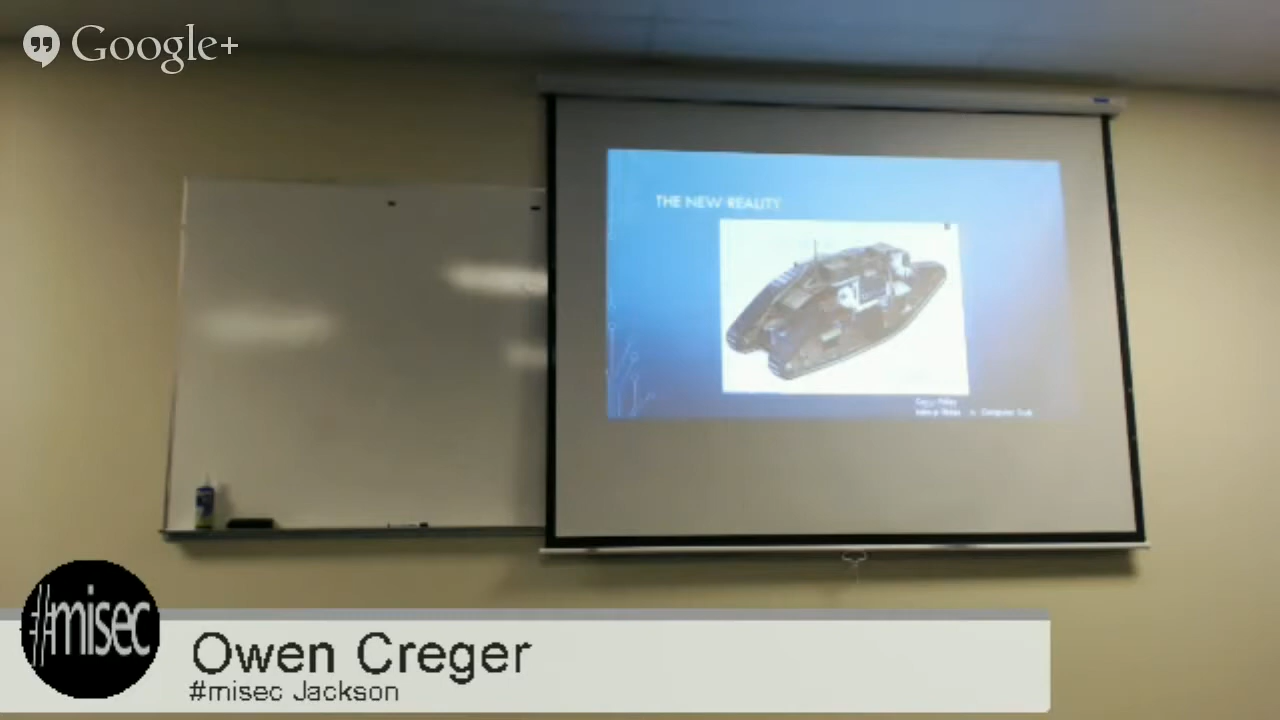 Google+
THE NEW REALITY
#misec
Owen Creger
#misec Jackson